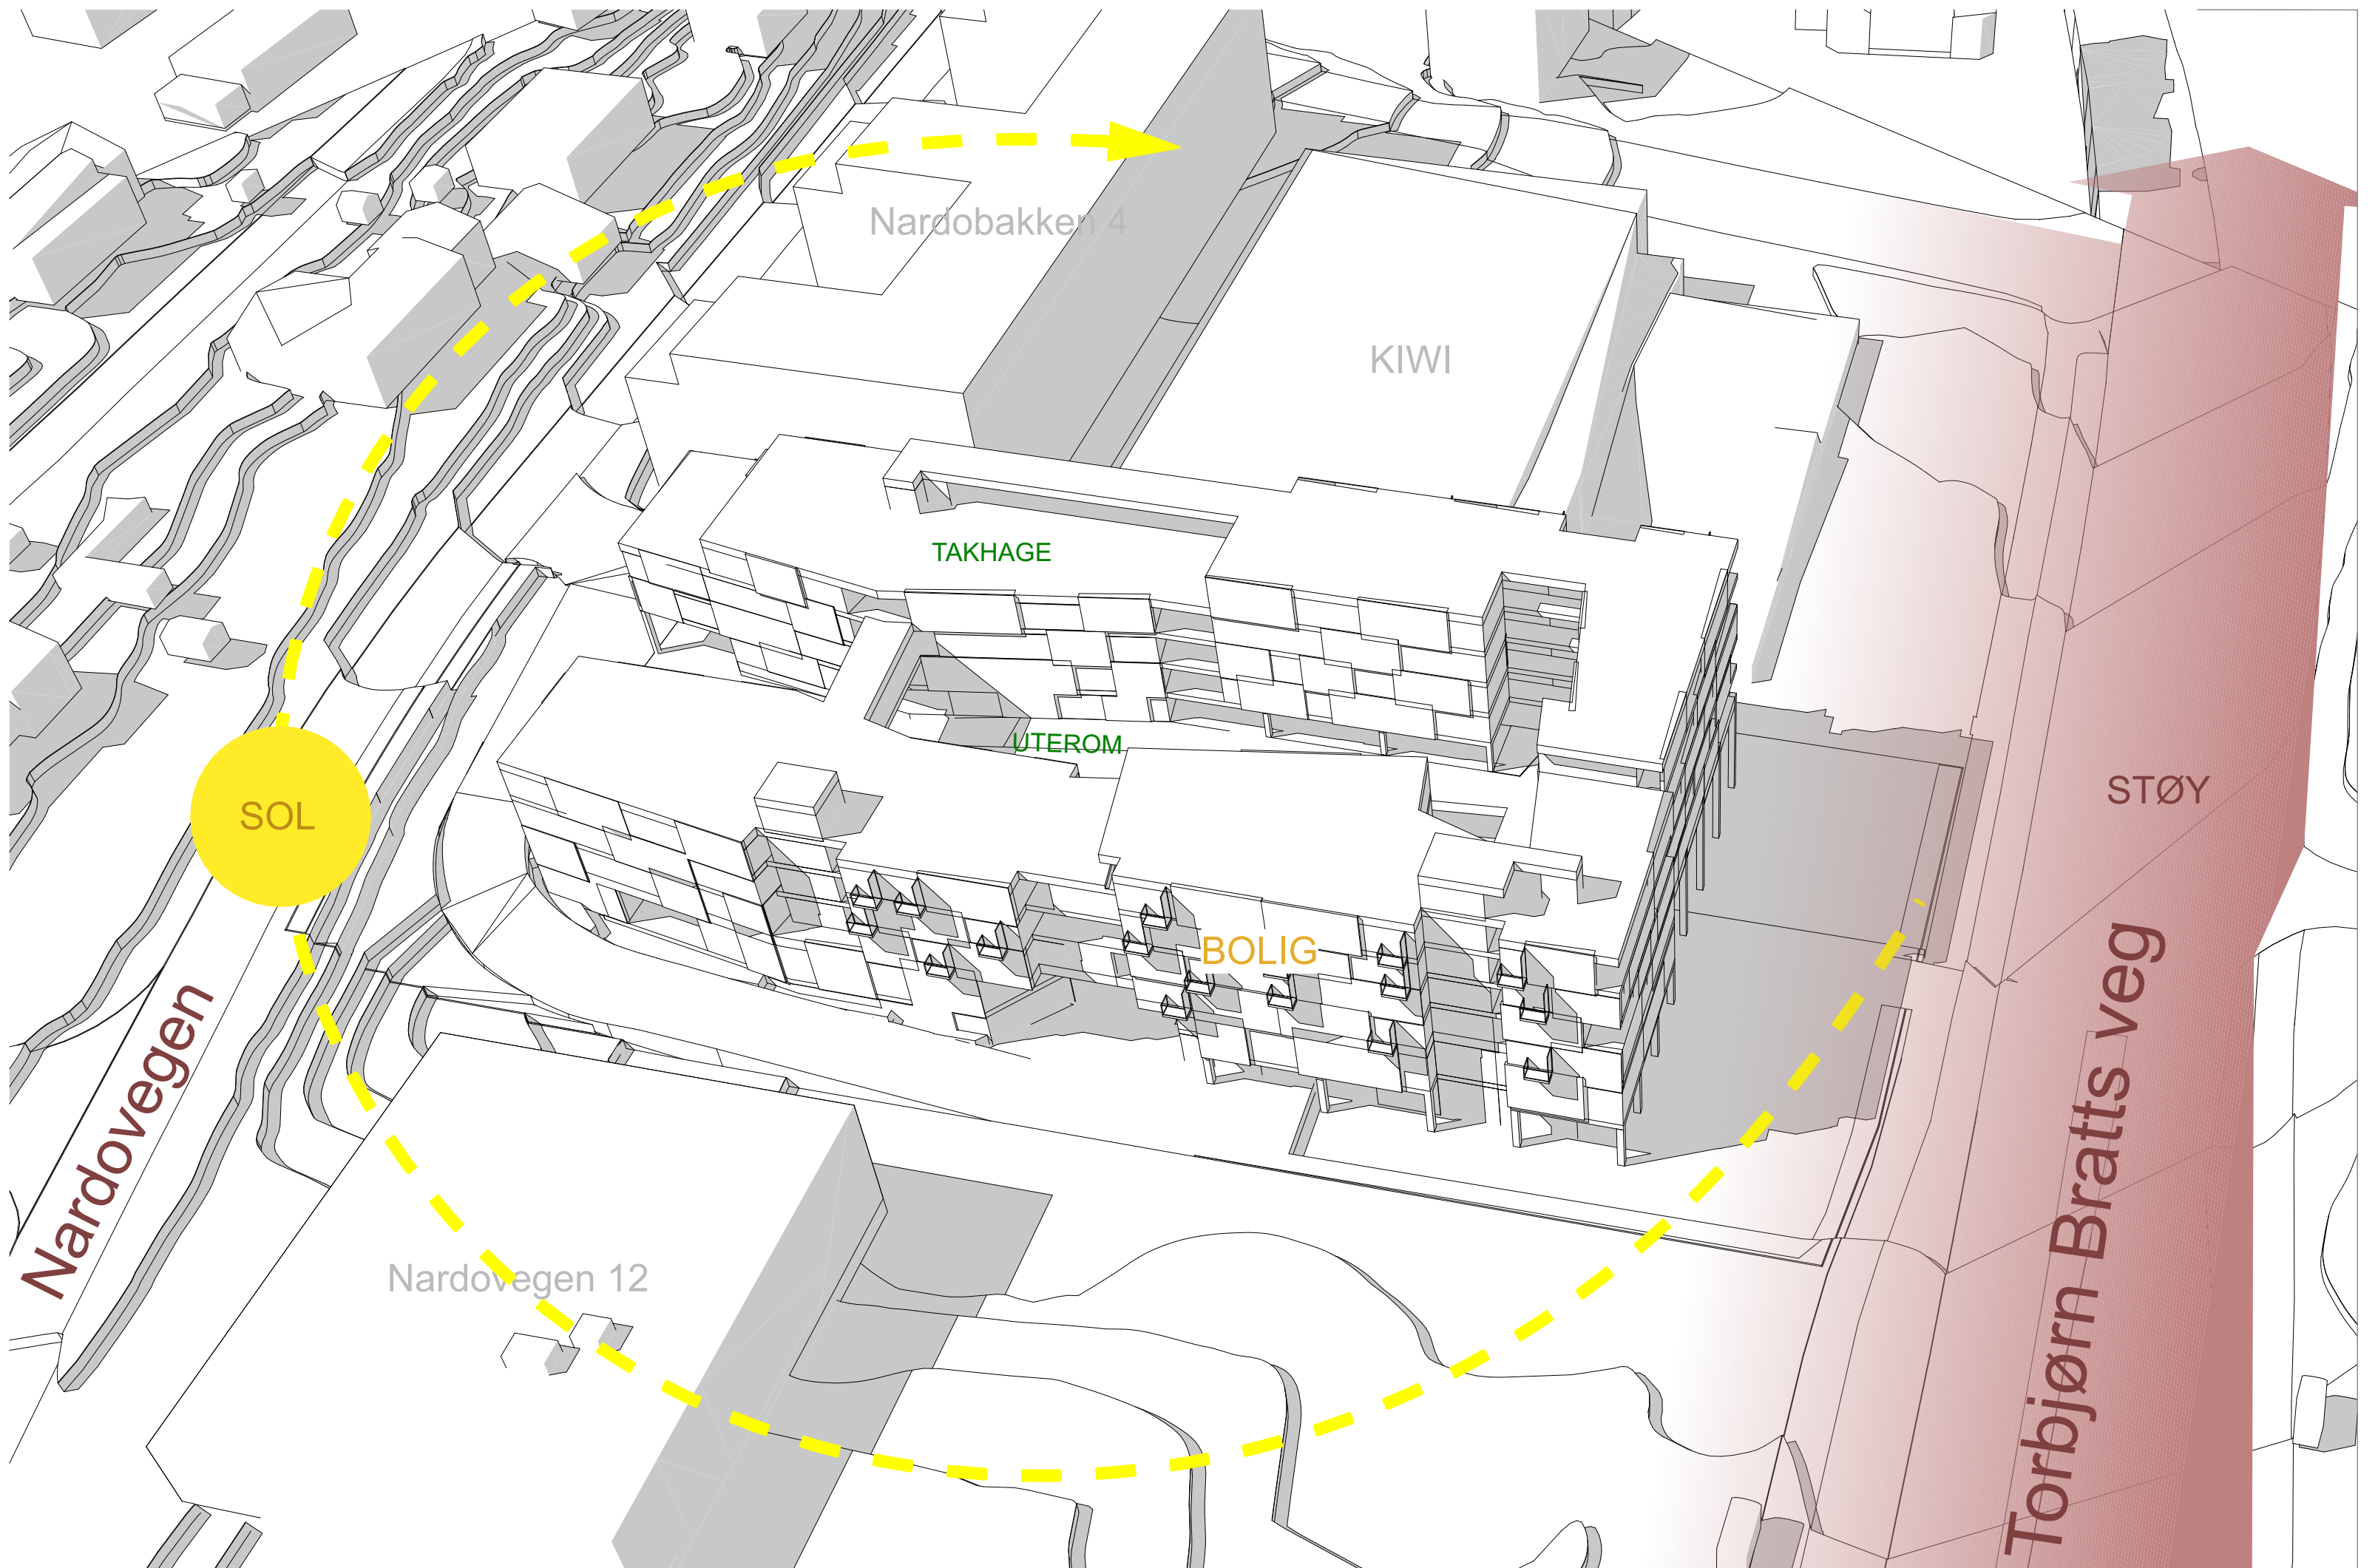 Nardobakken 4
KIWI
TAKHAGE
UTEROM
STØY
SOL
BOLIG
Nardovegen
Torbjørn Bratts veg
Nardovegen 12